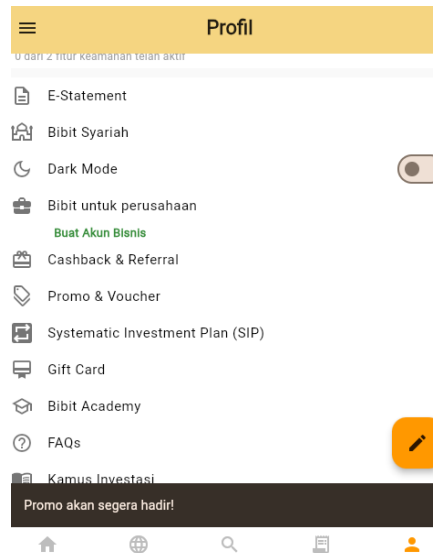 Profil
0 dari 2 fitur keamanan telah aktif
E-Statement
Bibit Syariah
Dark Mode
Bibit untuk perusahaan
Buat Akun Bisnis
Cashback & Referral
Promo & Voucher
Systematic Investment Plan (SIP)
Gift Card
Bibit Academy
FAQs
Kamus Investasi
Promo akan segera hadir!